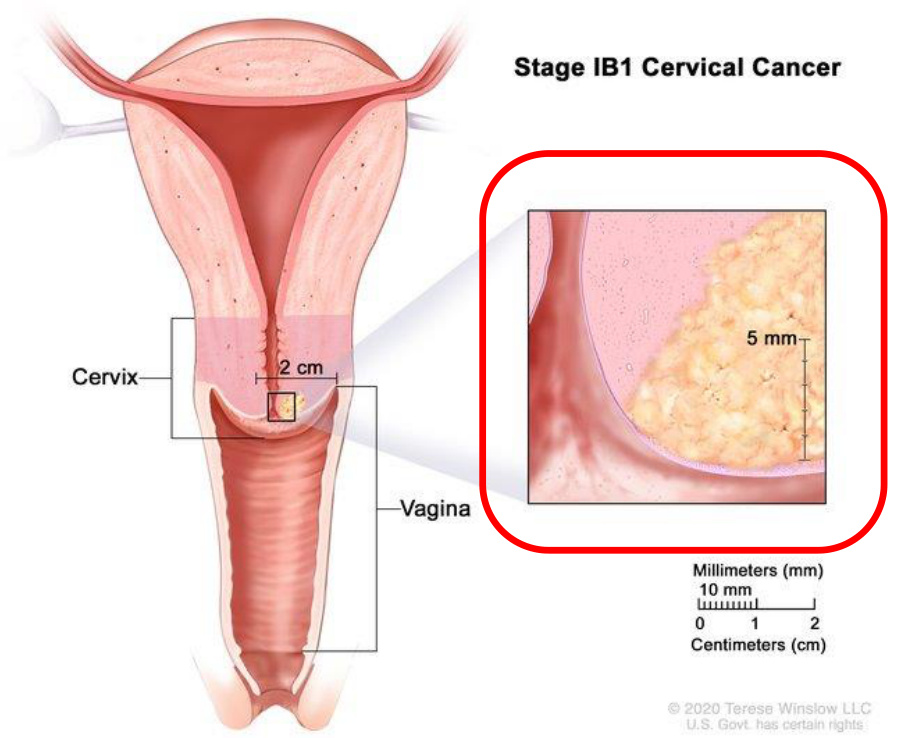 Stage IB1 Cervical Cancer
5 mm
2 cm
Cervix
Vagina
Millimeters (mm)
10 mm
0 1 2
Centimeters (cm)
© 2020 Terese Winslow LLC
U.S. Govt. has certain rights